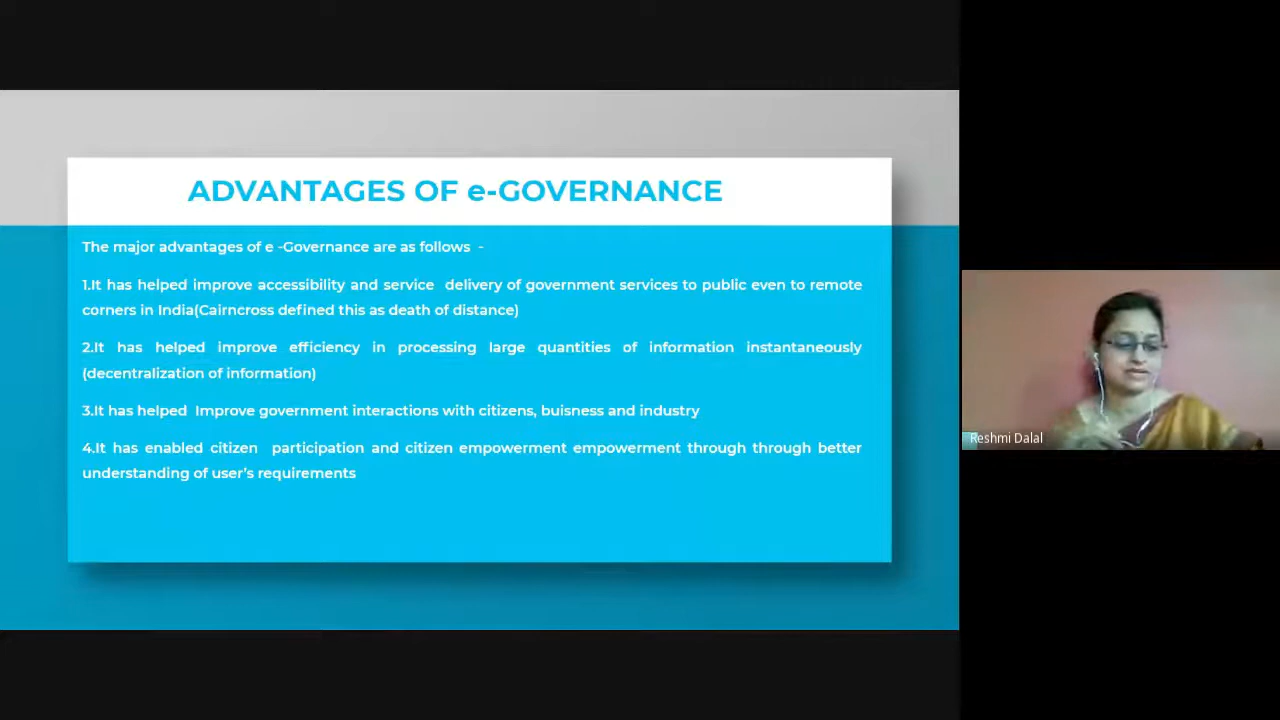 ADVANTAGES OF e-GOVERNANCE
The major advantages of e -Governance are as follows  -
1.It has helped improve accessibility and service  delivery of government services to public even to remote
corners in India(Cairncross defined this as death of distance)
2.It has helped improve efficiency in processing large quantities of information instantaneously
(decentralization of information)
3.It has helped  Improve government interactions with citizens, buisness and industry
4.It has enabled citizen  participation and citizen empowerment empowerment through through better
understanding of user’s requirements
Reshmi Dalal